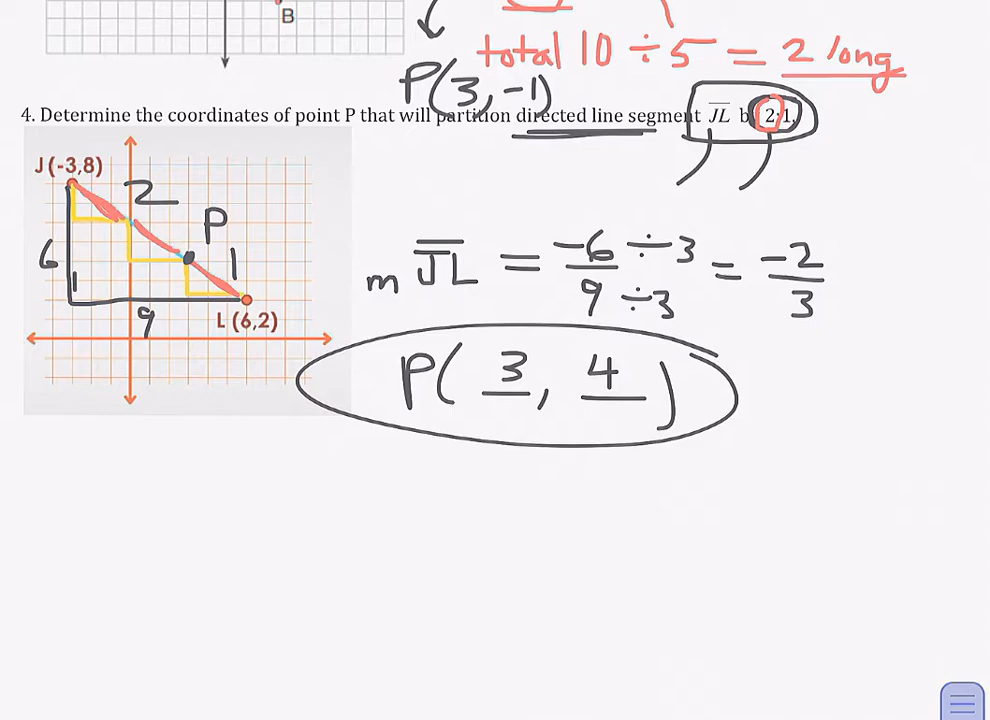 B
total 10 ÷ 5 = 2 long
P(3, -1)
4. Determine the coordinates of point P that will partition directed line segment JL b 2:1.
J (-3,8)
2
P
6
1
9
L (6,2)
m JL = -6 ÷3 / 9 ÷3 = -2 / 3
P( 3 , 4 )